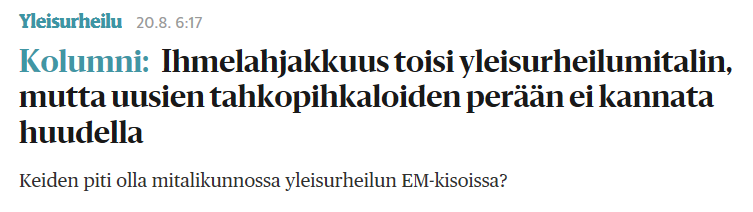 Yleisurheilu 20.8. 6:17
Kolumni: Ihmelahjakkuus toisi yleisurheilumitalin,
mutta uusien tahkopihkaloiden perään ei kannata
huudella
Keiden piti olla mitalikunnossa yleisurheilun EM-kisoissa?